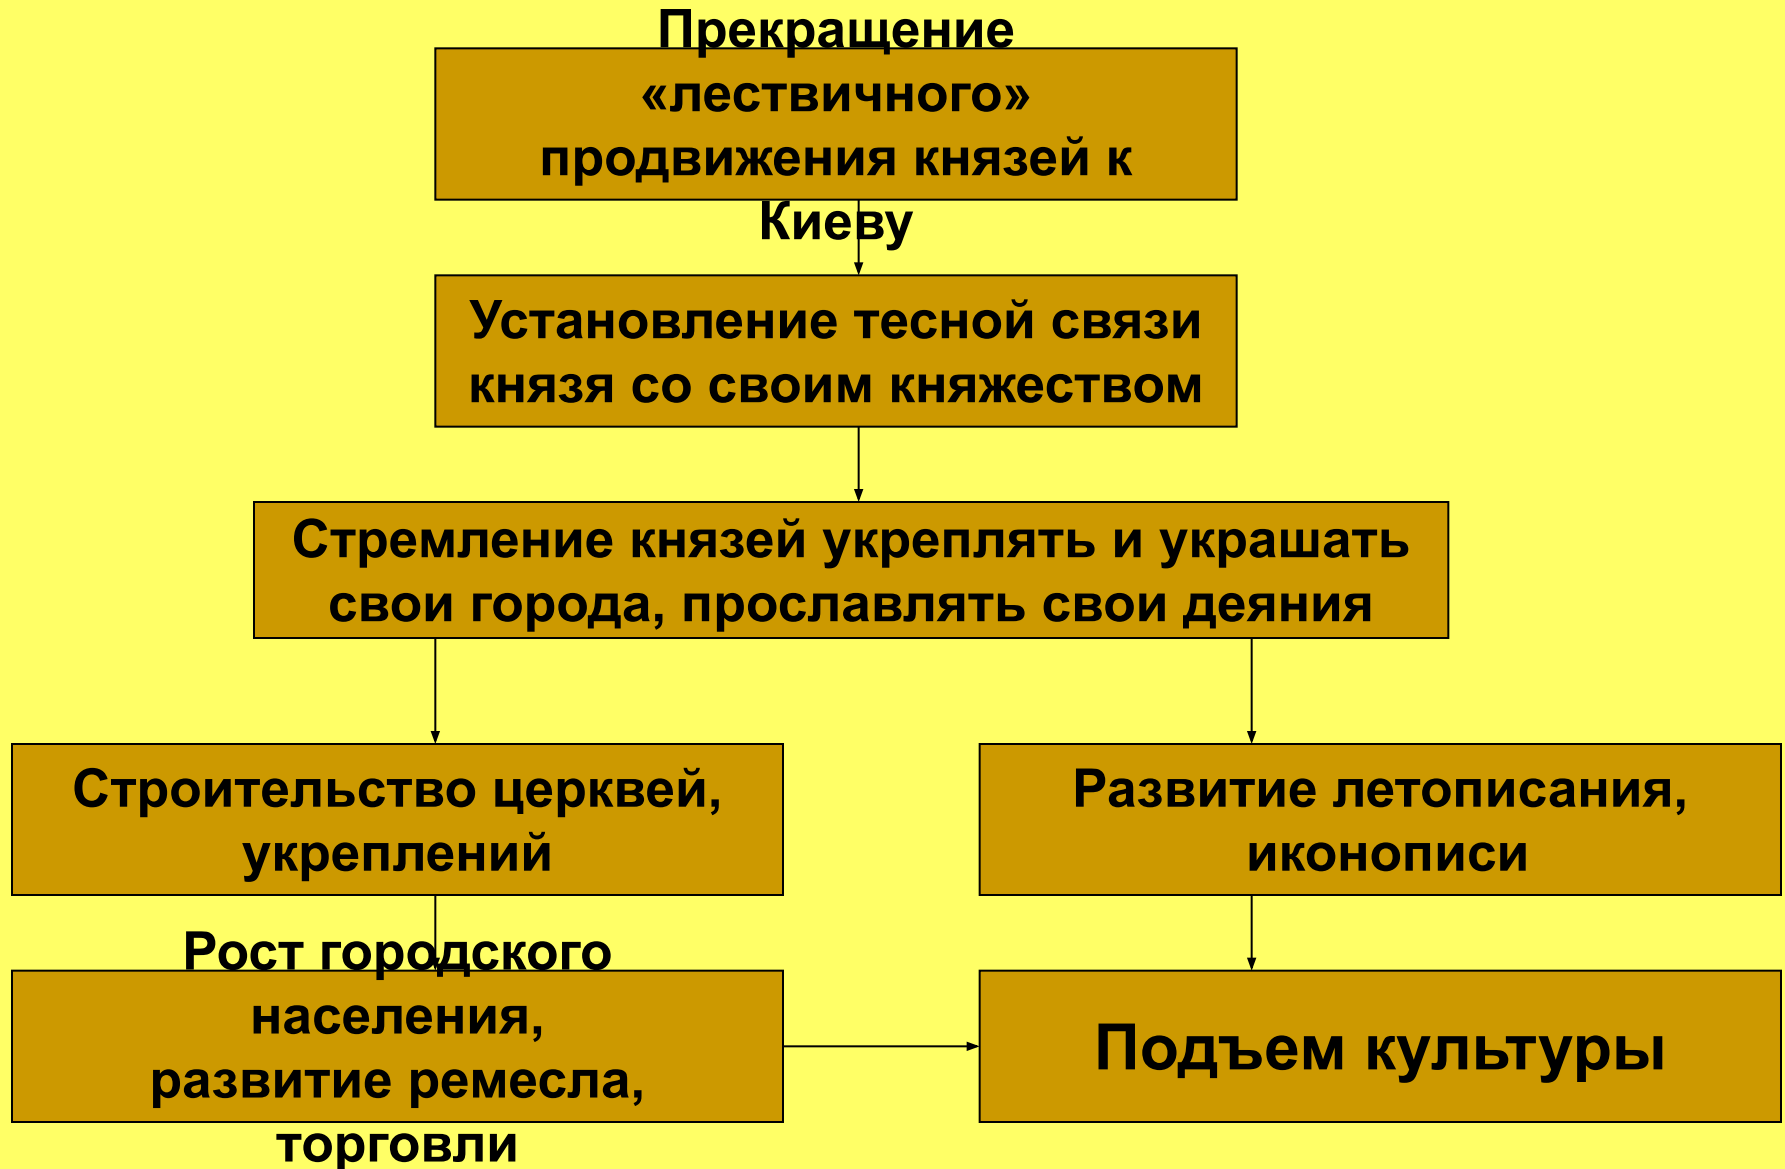 Прекращение
«лествичного»
продвижения князей к
Киеву
Установление тесной связи
князя со своим княжеством
Стремление князей укреплять и украшать
свои города, прославлять свои деяния
Строительство церквей,
укреплений
Развитие летописания,
иконописи
Рост городского
населения,
развитие ремесла,
торговли
Подъем культуры